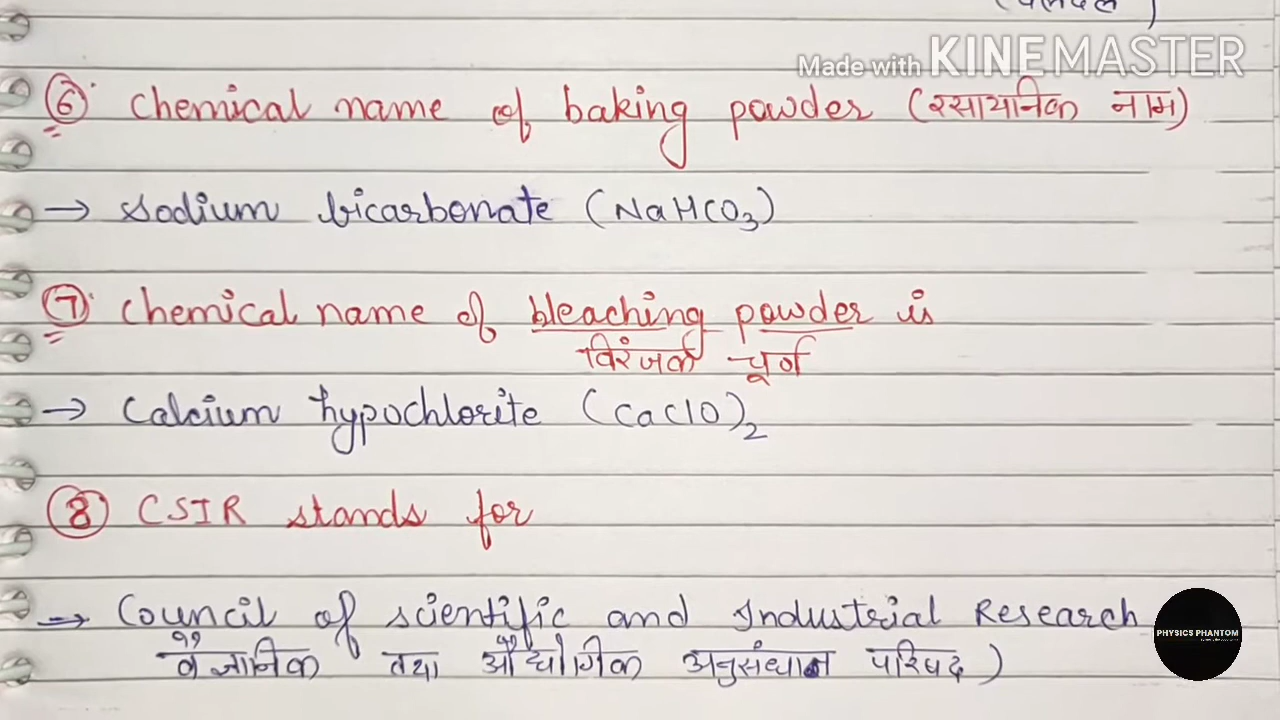 Made with KINEMASTER
⑥ Chemical name of baking powder (रसायनिक नाम)
→ sodium bicarbonate (NaHCO₃)
⑦ Chemical name of bleaching powder is
विरंजक चूर्ण
→ Calcium hypochlorite (CaClO)₂
⑧ CSIR stands for
→ Council of scientific and Industrial Research
वैज्ञानिक तथा औद्योगिक अनुसंधान परिषद)
PHYSICS PHANTOM